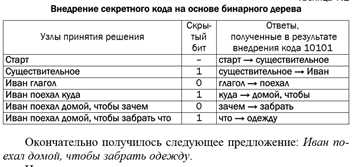 Внедрение секретного кода на основе бинарного дерева
Узлы принятия решения
Скры-
тый
бит
Ответы,
полученные в результате
внедрения кода 10101
Старт – старт → существительное
Существительное 1 существительное → Иван
Иван глагол 0 глагол → поехал
Иван поехал куда 1 куда → домой, чтобы
Иван поехал домой, чтобы зачем 0 зачем → забрать
Иван поехал домой, чтобы забрать что 1 что → одежду
Окончательно получилось следующее предложение: Иван по-
ехал домой, чтобы забрать одежду.